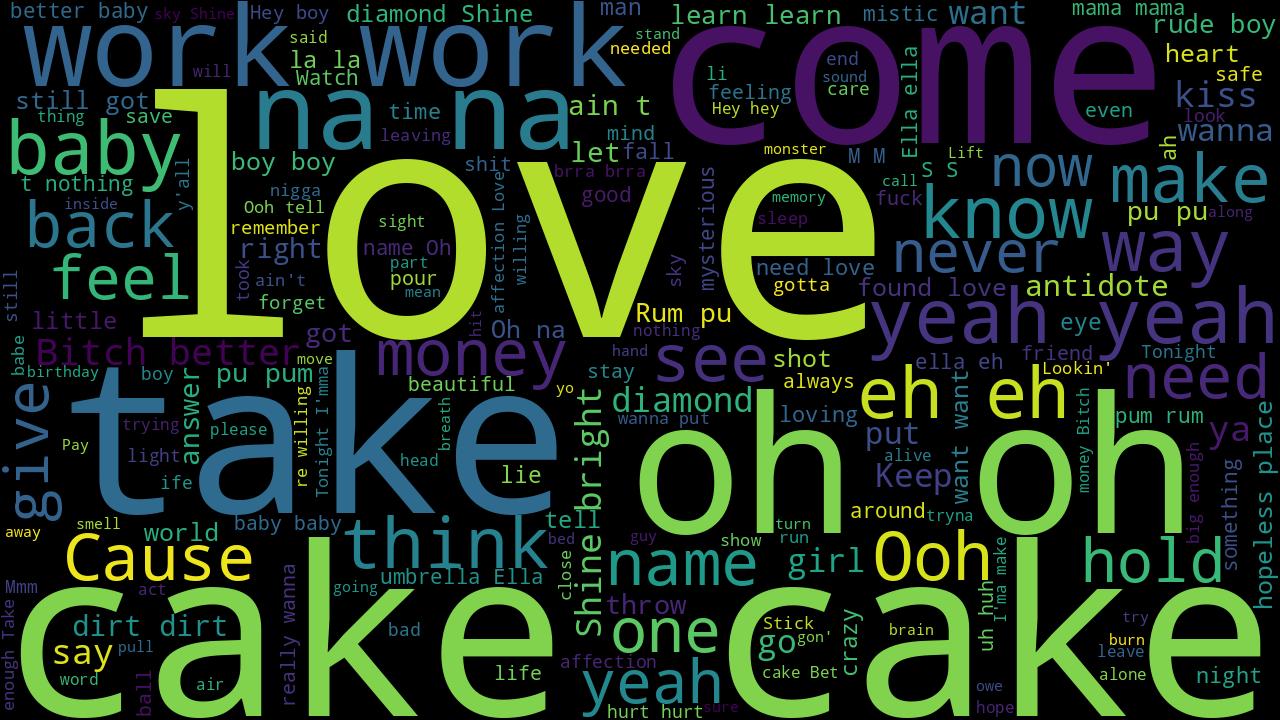 better baby
sky Shine
Hey boy
diamond Shine
man
learn learn
mistic
want
mama mama
rude boy
work work
said
la la
Watch
will
needed
stand
come
li
feeling
Hey hey
end
sound
care
Ella ella
even
heart
safe
kiss
look
wanna
still got
thing
save
na na
time
leaving
ain t
mind
let
fall
baby
t nothing
y'all
boy boy
shit
brra brra
good
monster
M M
S S
Lift
call
fuck
now
ah
make
love
inside
back
nigga
Ooh tell
remember
right
sight
name Oh
part
pour
mean
affection Love
willing
mysterious
sky
memory
sleep
need love
gotta
know
never
pu pu
along
way
feel
still
took
ain't
forget
found love
antidote
little
got
hit
Oh na
Rum pu
nothing
yeah yeah
eye
Bitch better
move
money
hand
see
shot
ella eh
friend
Tonight
babe
birthday
boy
pu pum
beautiful
yo
stay
always
eh eh
Lookin'
need
give
take
trying
answer
please
re willing
Tonight I'mma
breath
diamond
wanna put
loving
put
want want
money Bitch
pum rum
ya
Pay
light
ife
head
lie
Shine bright
oh oh
alive
Keep
big enough
something
hopeless place
away
smell
world
baby baby
think
tell
bed
guy
show
turn
run
around
tryna
Cause
going
umbrella Ella
close
name
girl
Ooh
I'ma make
hold
Mmm
act
really wanna
throw
uh huh
cake cake
enough Take
dirt dirt
say
pull
word
ball
air
bad
life
one
affection
yeah
hurt hurt
sure
Stick
go
gon'
cake Bet
crazy
brain
try
burn
leave
alone
night
owe
hope